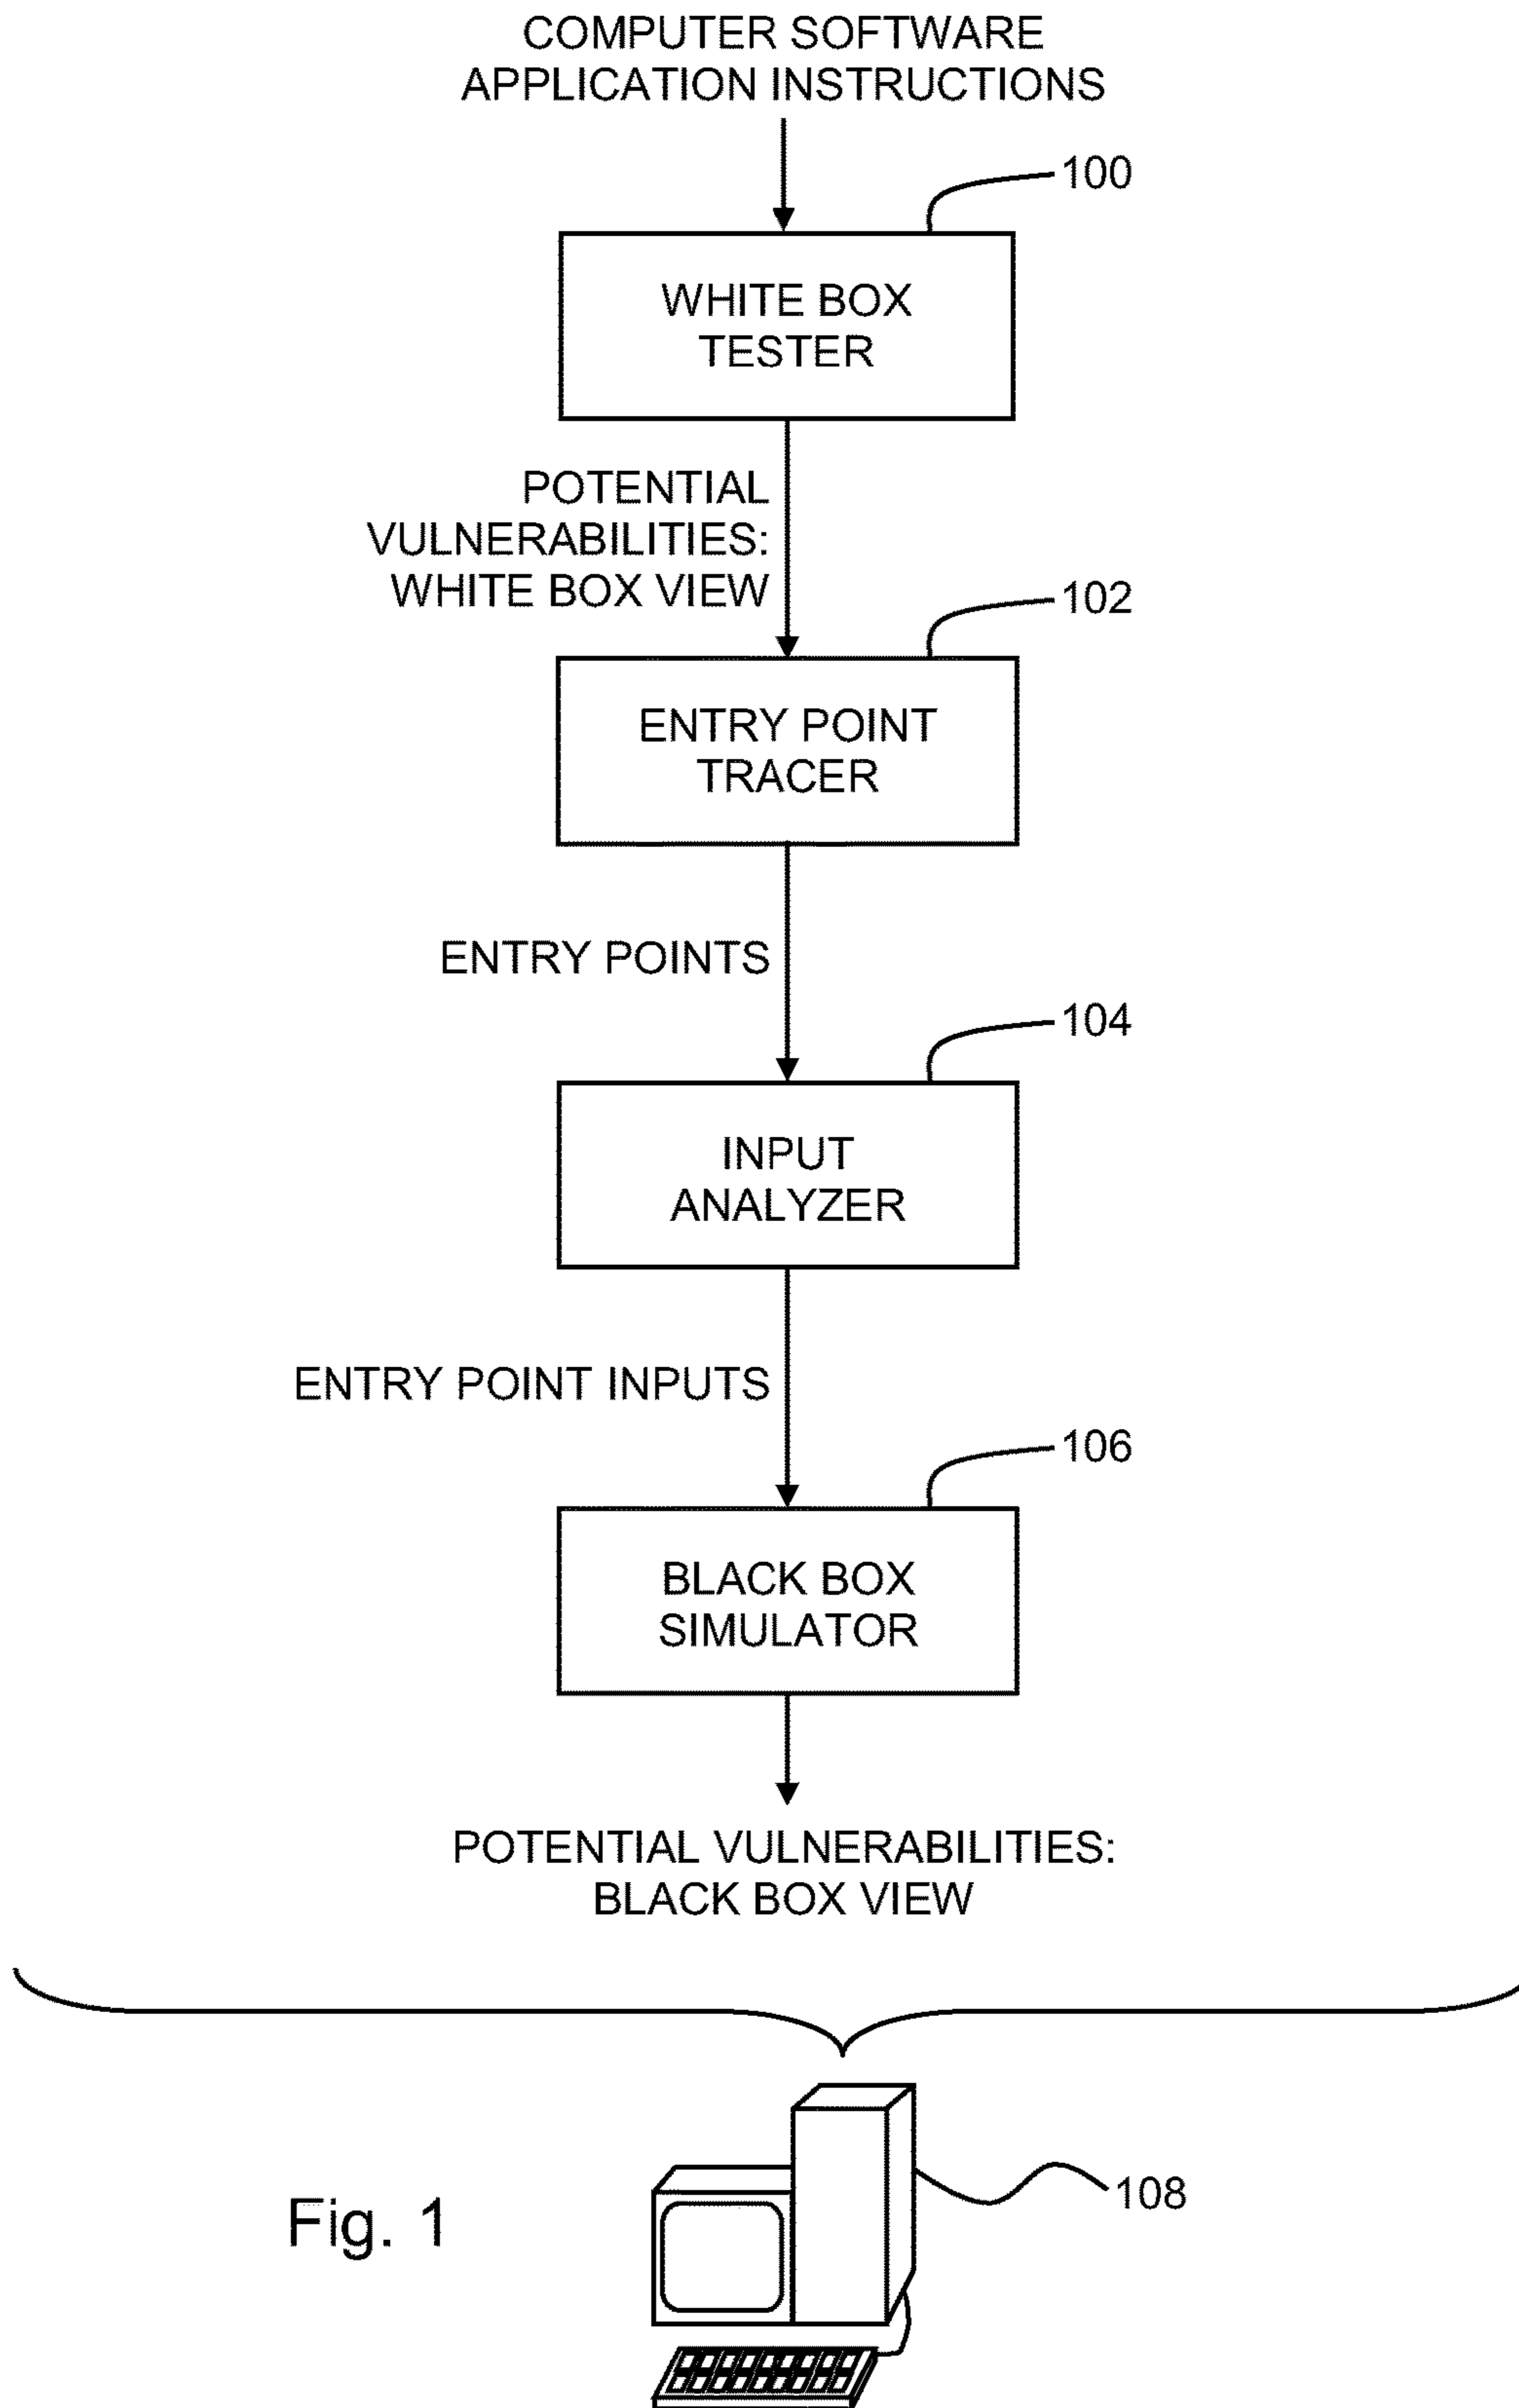 COMPUTER SOFTWARE
APPLICATION INSTRUCTIONS
100
WHITE BOX
TESTER
POTENTIAL
VULNERABILITIES:
WHITE BOX VIEW
102
ENTRY POINT
TRACER
ENTRY POINTS
104
INPUT
ANALYZER
ENTRY POINT INPUTS
106
BLACK BOX
SIMULATOR
POTENTIAL VULNERABILITIES:
BLACK BOX VIEW
108
Fig. 1